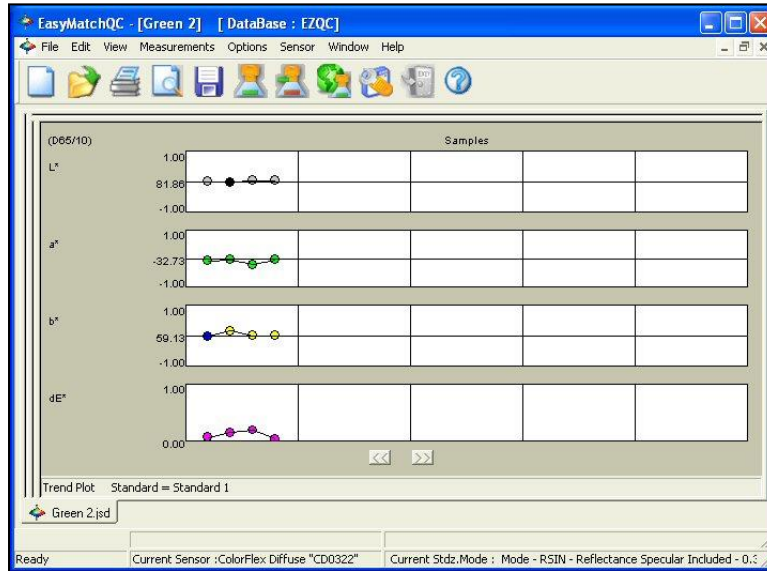 EasyMatchQC - [Green 2] [ DataBase : EZQC]
File Edit View Measurements Options Sensor Window Help
(D65/10) Samples
L*
1.00
81.86
-1.00
a*
1.00
-32.73
-1.00
b*
1.00
59.13
-1.00
dE*
1.00
0.00
<< >>
Trend Plot Standard = Standard 1
Green 2.jsd
Ready Current Sensor :ColorFlex Diffuse "CD0322" Current Stdz.Mode : Mode - RSIN - Reflectance Specular Included - 0.3